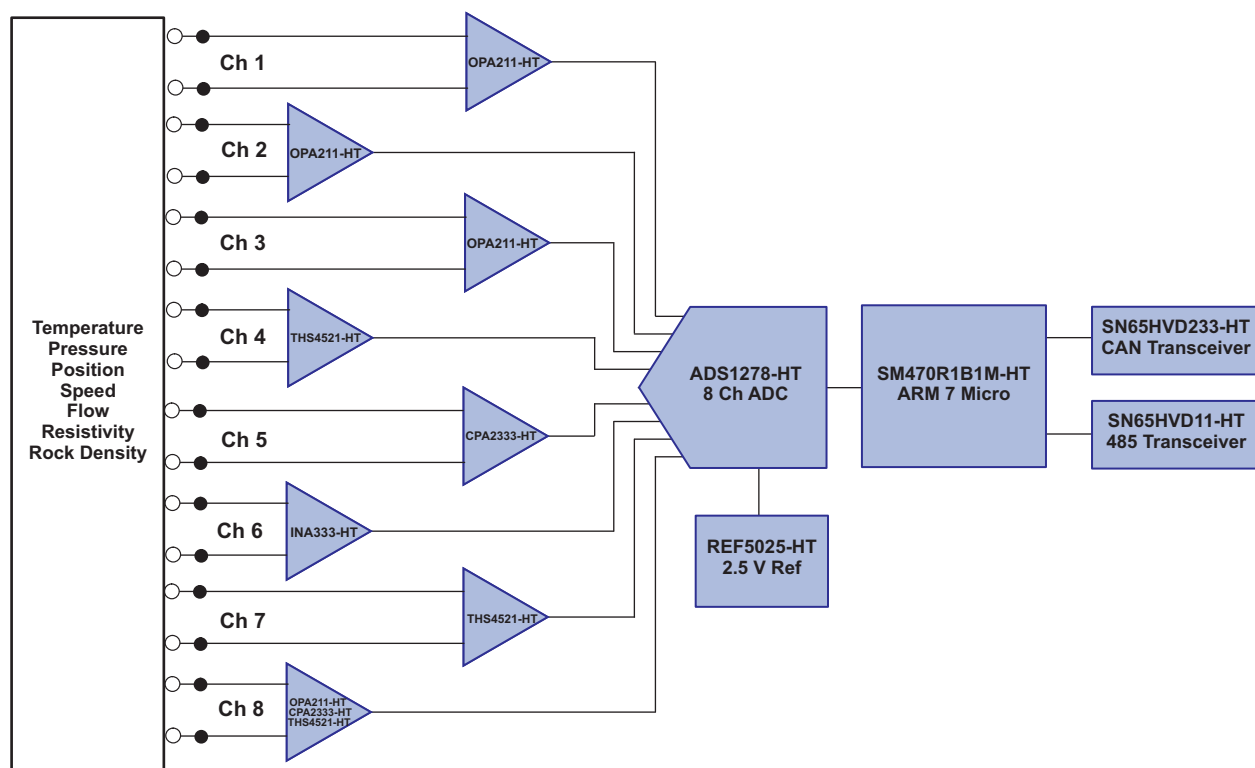 Temperature
Pressure
Position
Speed
Flow
Resistivity
Rock Density
Ch 1
OPA211-HT
Ch 2
OPA211-HT
Ch 3
OPA211-HT
Ch 4
THS4521-HT
Ch 5
CPA2333-HT
Ch 6
INA333-HT
Ch 7
THS4521-HT
Ch 8
OPA211-HT
CPA2333-HT
THS4521-HT
ADS1278-HT
8 Ch ADC
REF5025-HT
2.5 V Ref
SM470R1B1M-HT
ARM 7 Micro
SN65HVD233-HT
CAN Transceiver
SN65HVD11-HT
485 Transceiver